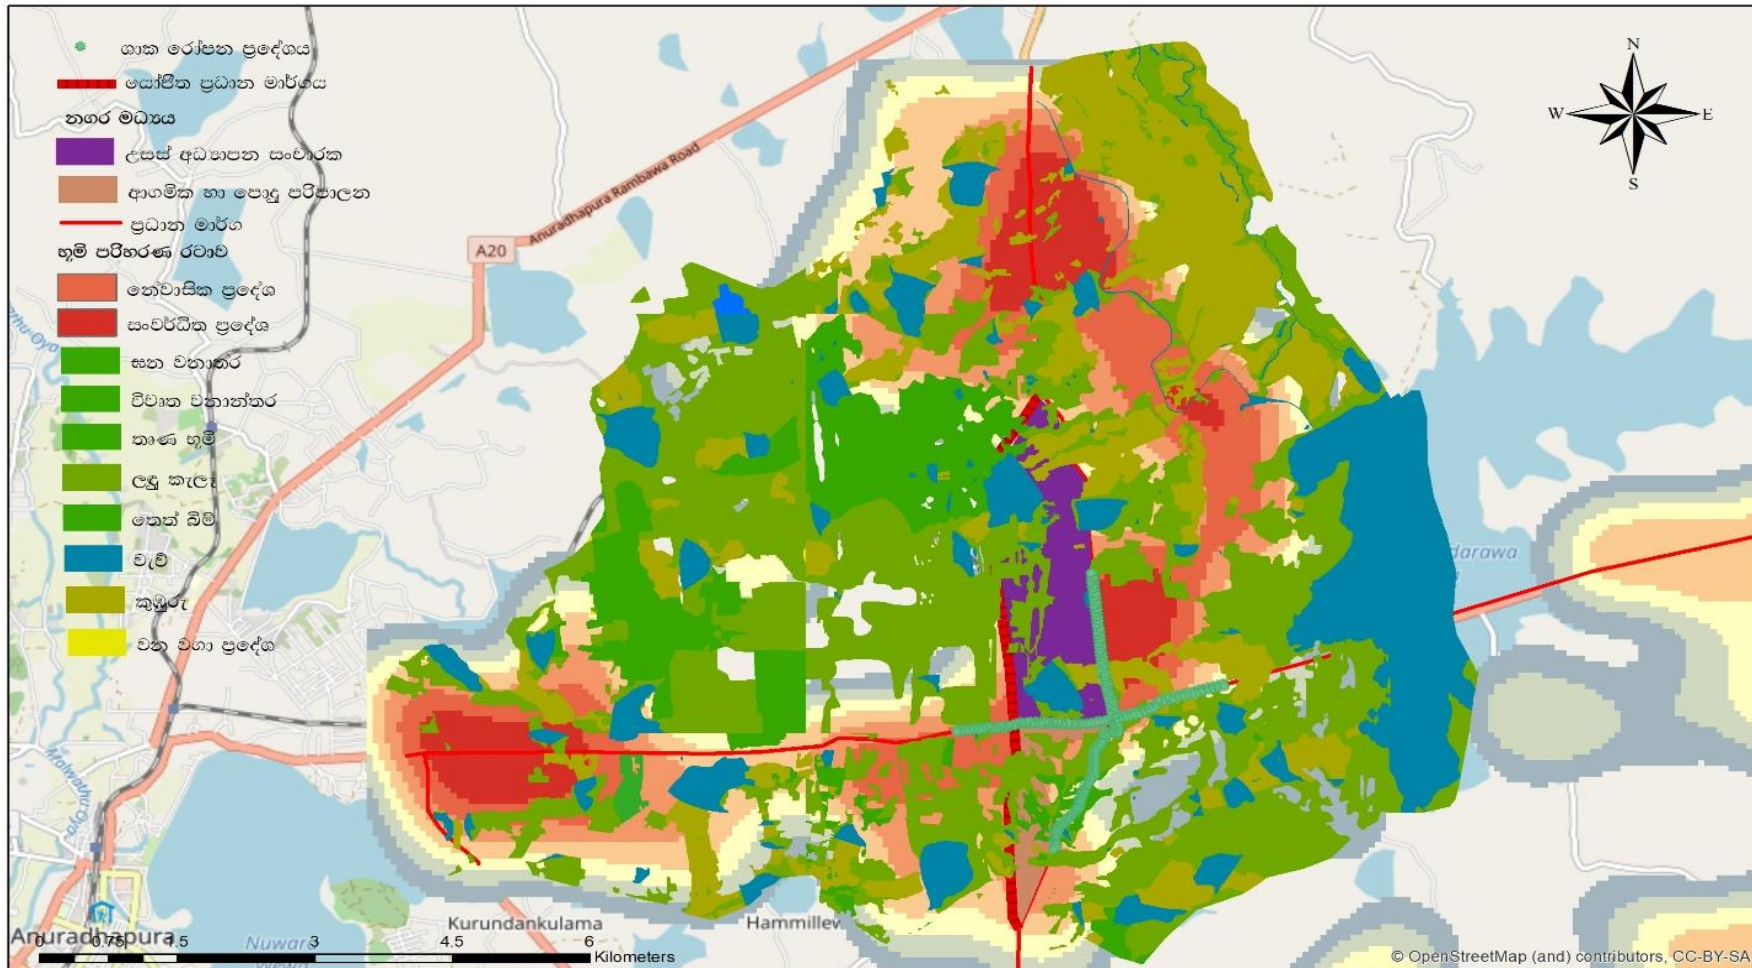 ශාක රෝපන ප්‍රදේශය
යෝජිත ප්‍රධාන මාර්ගය
නගර මධ්‍යය
උසස් අධ්‍යාපන සංචාරක
ආගමික හා පොදු පරිපාලන
ප්‍රධාන මාර්ග
භූමි පරිහරණ රටාව
නේවාසික ප්‍රදේශ
සංවර්ධිත ප්‍රදේශ
ඝන වනාතර
විවෘත වනාන්තර
තෘණ භූමි
ලඳු කැලෑ
තෙත් බිම්
වැව්
කුඹුරු
වන වගා ප්‍රදේශ
N
W
E
S
A20
Anuradhapura Rambawa Road
Malwathu Oya
darawa
Kurundankulama
Hammillew
Anuradhapura
Nuwara
0 0.75 1.5 3 4.5 6
Kilometers
© OpenStreetMap (and) contributors, CC-BY-SA